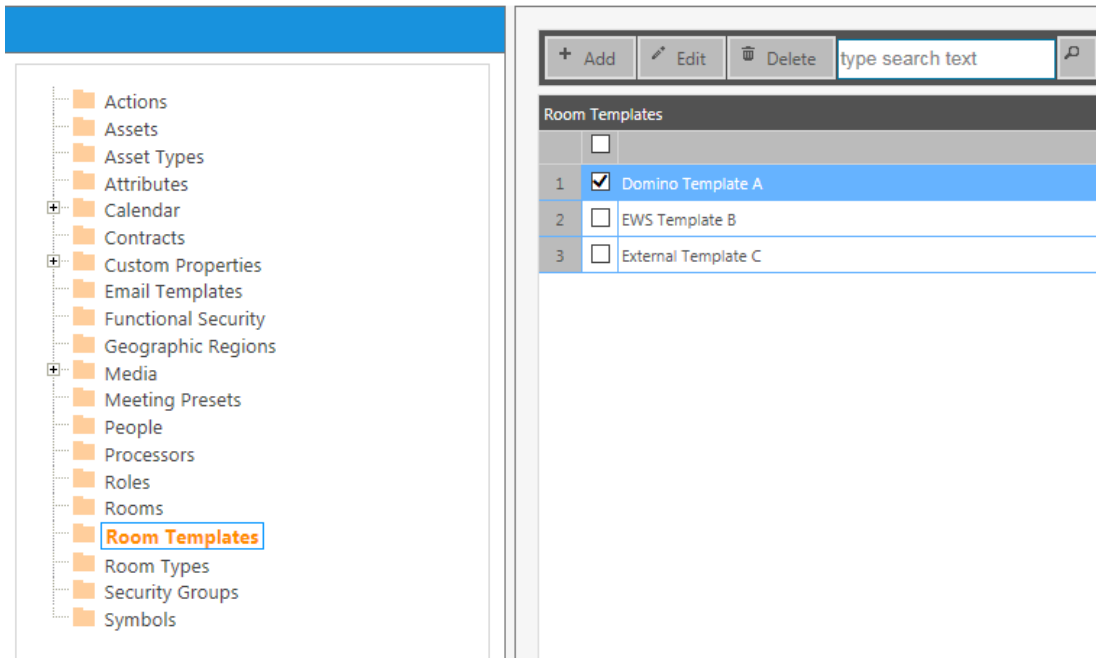 Actions
Assets
Asset Types
Attributes
Calendar
Contracts
Custom Properties
Email Templates
Functional Security
Geographic Regions
Media
Meeting Presets
People
Processors
Roles
Rooms
Room Templates
Room Types
Security Groups
Symbols
+ Add Edit Delete type search text
Room Templates
1 Domino Template A
2 EWS Template B
3 External Template C